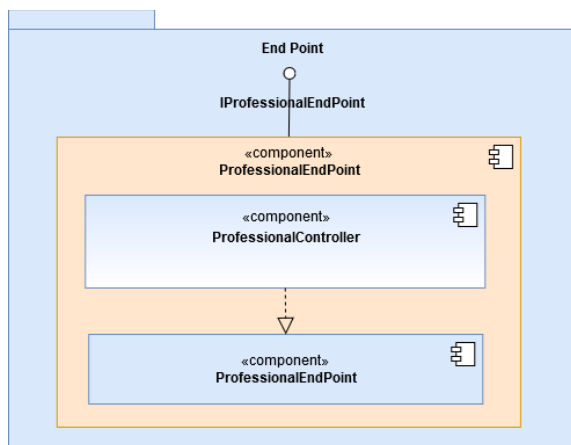 End Point
IProfessionalEndPoint
«component»
ProfessionalEndPoint
«component»
ProfessionalController
«component»
ProfessionalEndPoint